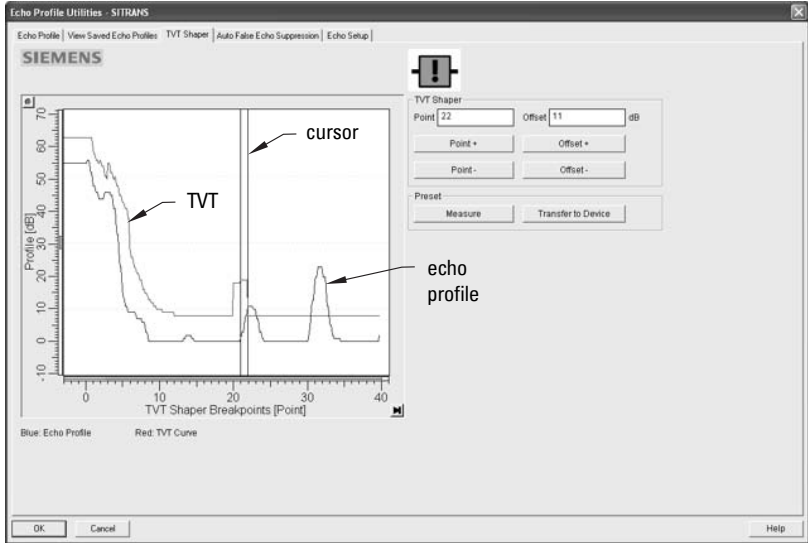 Echo Profile Utilities - SITRANS
Echo Profile | View Saved Echo Profiles | TVT Shaper | Auto False Echo Suppression | Echo Setup
SIEMENS
TVT Shaper
Point 22 Offset 11 dB
Point + Offset +
Point - Offset -
Preset
Measure Transfer to Device
cursor
TVT
echo
profile
Profile [dB]
70
60
50
40
30
20
10
0
-10
0 10 20 30 40
TVT Shaper Breakpoints [Point]
Blue: Echo Profile Red: TVT Curve
OK Cancel Help